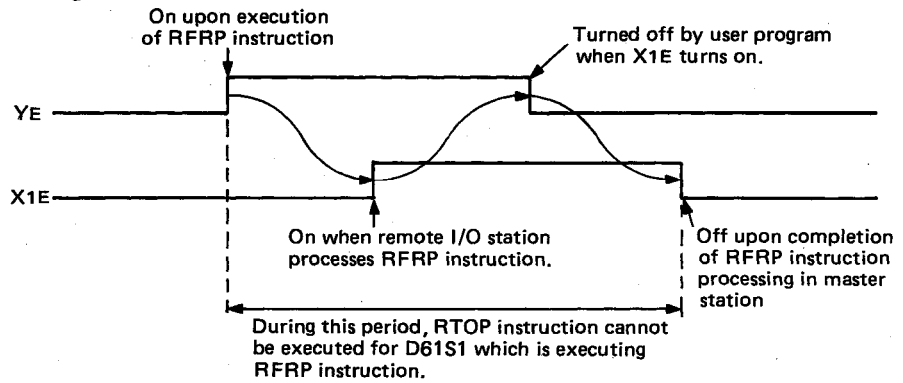 On upon execution
of RFRP instruction
Turned off by user program
when X1E turns on.
YE
X1E
On when remote I/O station
processes RFRP instruction.
Off upon completion
of RFRP instruction
processing in master
station
During this period, RTOP instruction cannot
be executed for D61S1 which is executing
RFRP instruction.